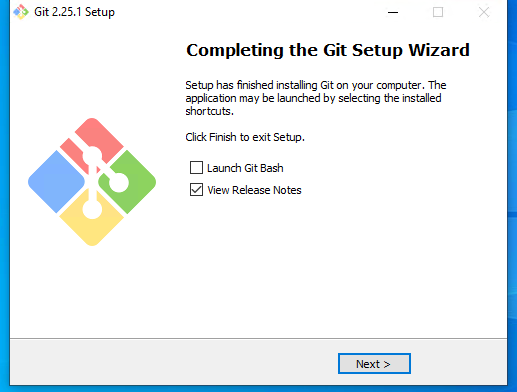 Git 2.25.1 Setup
Completing the Git Setup Wizard
Setup has finished installing Git on your computer. The
application may be launched by selecting the installed
shortcuts.
Click Finish to exit Setup.
Launch Git Bash
View Release Notes
Next >